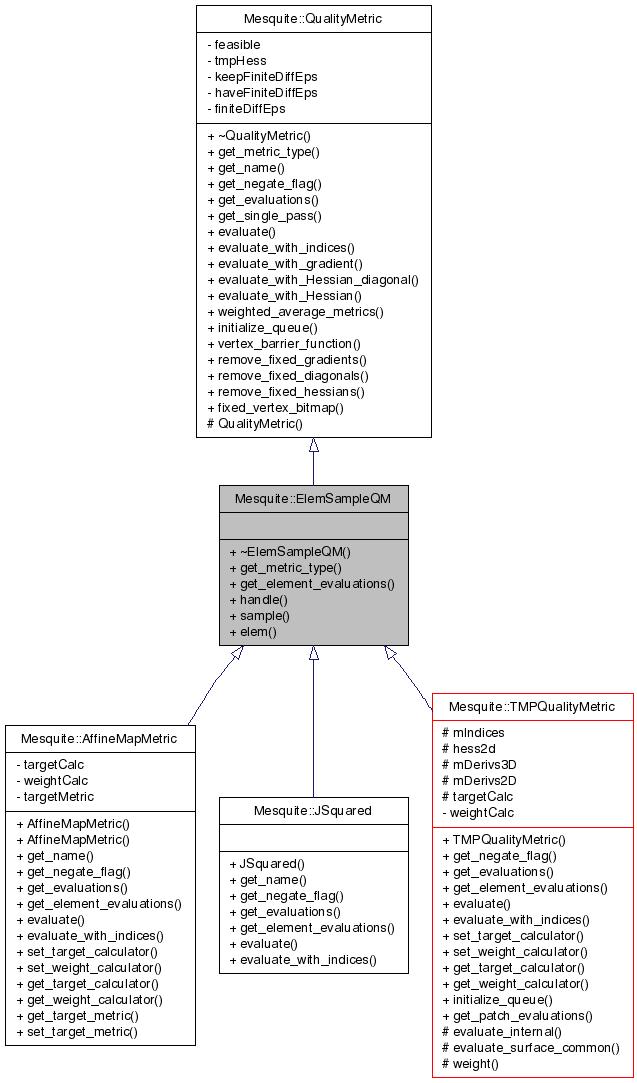 Mesquite::QualityMetric
- feasible
- tmpHess
- keepFiniteDiffEps
- haveFiniteDiffEps
- finiteDiffEps
+ ~QualityMetric()
+ get_metric_type()
+ get_name()
+ get_negate_flag()
+ get_evaluations()
+ get_single_pass()
+ evaluate()
+ evaluate_with_indices()
+ evaluate_with_gradient()
+ evaluate_with_Hessian_diagonal()
+ evaluate_with_Hessian()
+ weighted_average_metrics()
+ initialize_queue()
+ vertex_barrier_function()
+ remove_fixed_gradients()
+ remove_fixed_diagonals()
+ remove_fixed_hessians()
+ fixed_vertex_bitmap()
# QualityMetric()
Mesquite::ElemSampleQM
+ ~ElemSampleQM()
+ get_metric_type()
+ get_element_evaluations()
+ handle()
+ sample()
+ elem()
Mesquite::AffineMapMetric
- targetCalc
- weightCalc
- targetMetric
+ AffineMapMetric()
+ AffineMapMetric()
+ get_name()
+ get_negate_flag()
+ get_evaluations()
+ get_element_evaluations()
+ evaluate()
+ evaluate_with_indices()
+ set_target_calculator()
+ set_weight_calculator()
+ get_target_calculator()
+ get_weight_calculator()
+ get_target_metric()
+ set_target_metric()
Mesquite::JSquared
+ JSquared()
+ get_name()
+ get_negate_flag()
+ get_evaluations()
+ get_element_evaluations()
+ evaluate()
+ evaluate_with_indices()
Mesquite::TMPQualityMetric
# mIndices
# hess2d
# mDerivs3D
# mDerivs2D
# targetCalc
- weightCalc
+ TMPQualityMetric()
+ get_negate_flag()
+ get_evaluations()
+ get_element_evaluations()
+ evaluate()
+ evaluate_with_indices()
+ set_target_calculator()
+ set_weight_calculator()
+ get_target_calculator()
+ get_weight_calculator()
+ initialize_queue()
+ get_patch_evaluations()
# evaluate_internal()
# evaluate_surface_common()
# weight()